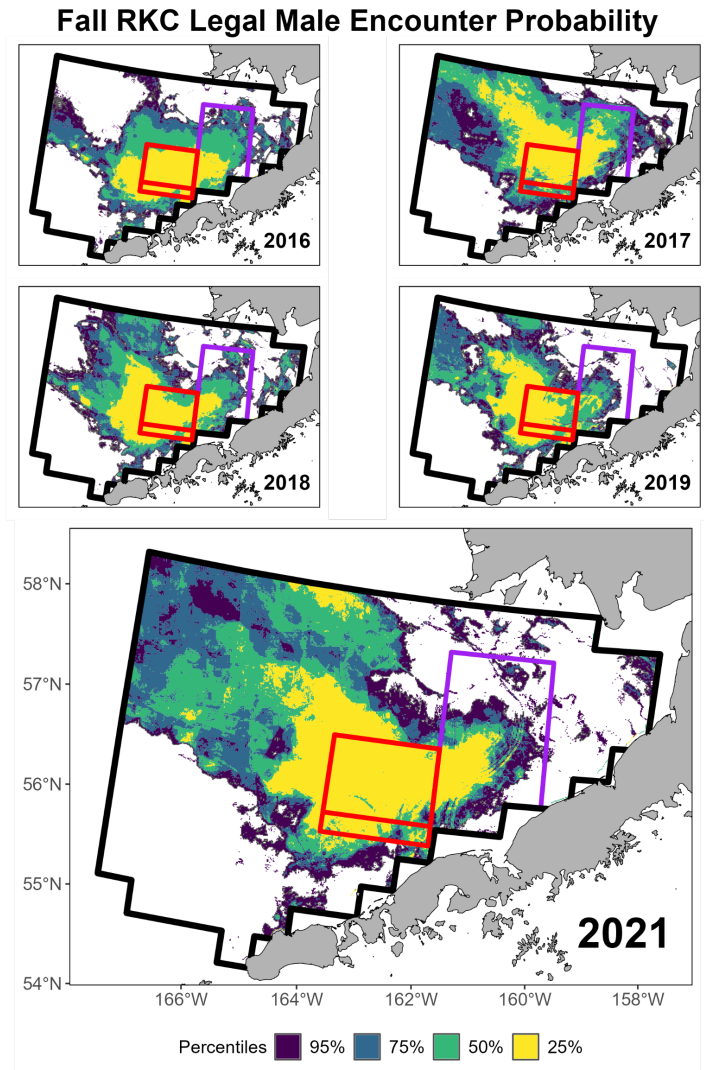 Fall RKC Legal Male Encounter Probability
2016
2017
2018
2019
58°N
57°N
56°N
55°N
54°N
2021
166°W 164°W 162°W 160°W 158°W
Percentiles 95% 75% 50% 25%